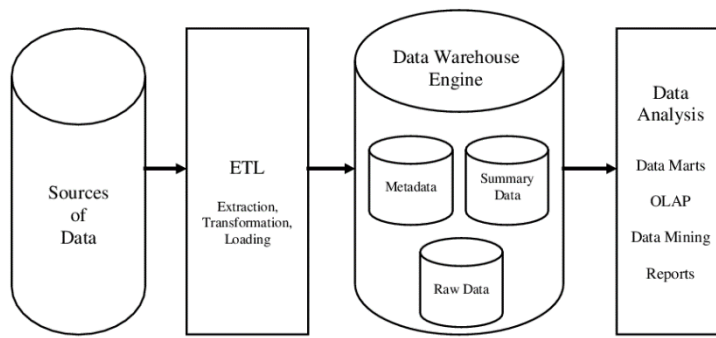 Sources
of
Data
ETL
Extraction,
Transformation,
Loading
Data Warehouse
Engine
Metadata
Summary
Data
Raw Data
Data
Analysis
Data Marts
OLAP
Data Mining
Reports